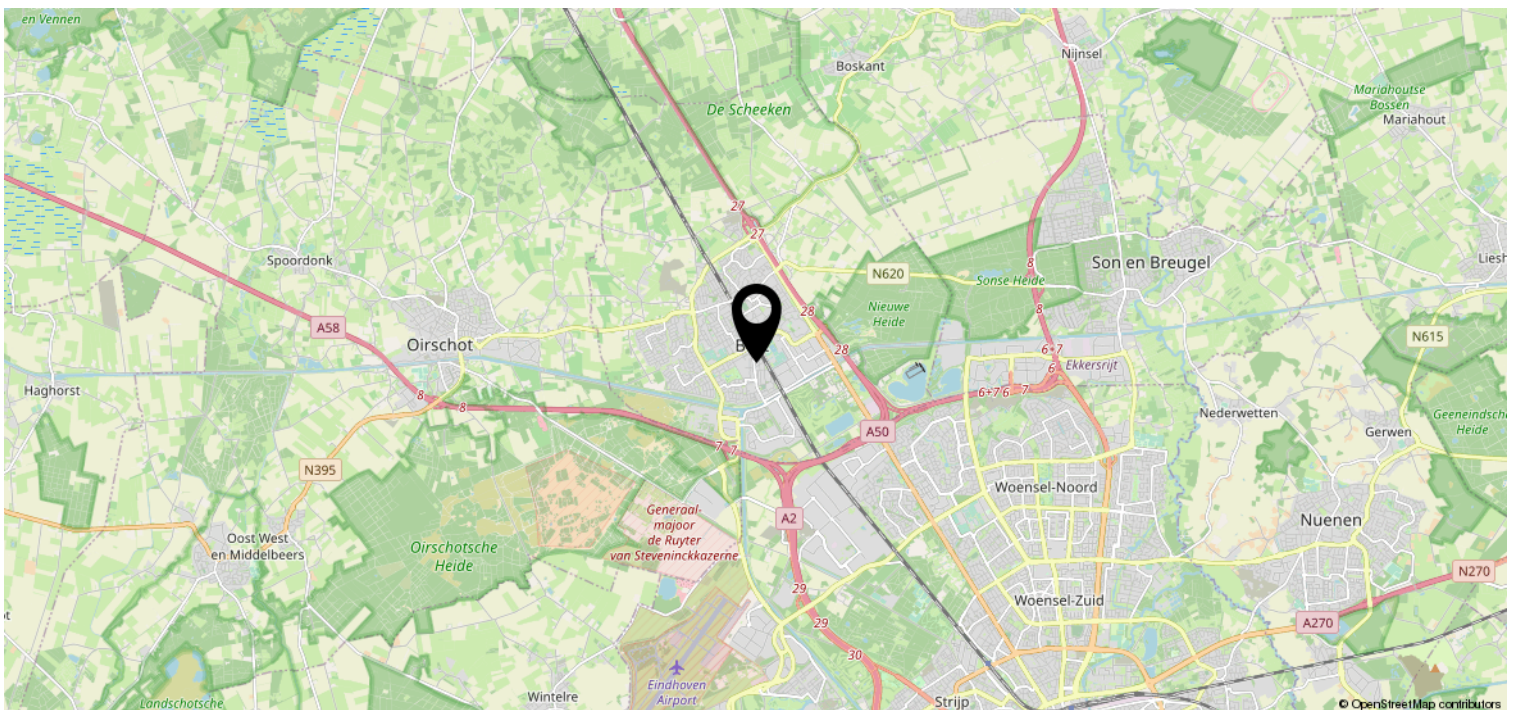 en Vennen
Nijnsel
Boskant
De Scheeken
Mariahoutse
Bossen
Mariahout
27
27
Spoordonk
N620
Sonse Heide
8
Son en Breugel
Liesh
A58
Oirschot
28
Nieuwe
Heide
8
N615
28
6+7
6
Ekkersrijt
Haghorst
8
8
6+7
6
7
Nederwetten
Geeneindsche
Heide
A50
Gerwen
7
7
N395
Woensel-Noord
Generaal-
majoor
de Ruyter
van Steveninckkazerne
A2
Nuenen
Oost West
en Middelbeers
Oirschotsche
Heide
N270
29
Woensel-Zuid
29
A270
30
Eindhoven
Airport
Wintelre
Strijp
Landschotsche
© OpenStreetMap contributors